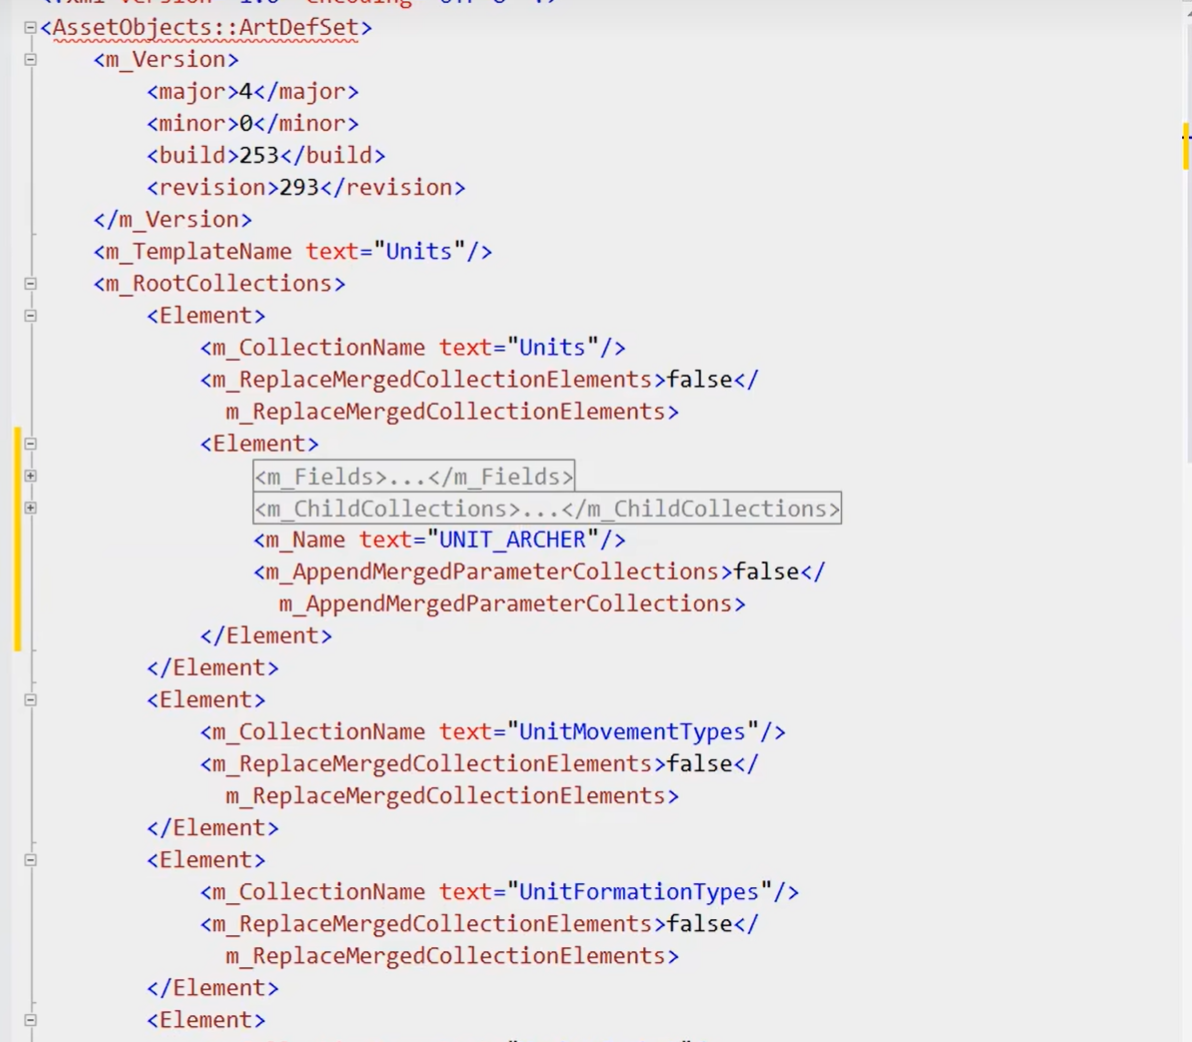 <AssetObjects::ArtDefSet>
<m_Version>
<major>4</major>
<minor>0</minor>
<build>253</build>
<revision>293</revision>
</m_Version>
<m_TemplateName text="Units"/>
<m_RootCollections>
<Element>
<m_CollectionName text="Units"/>
<m_ReplaceMergedCollectionElements>false</
m_ReplaceMergedCollectionElements>
<Element>
<m_Fields>...</m_Fields>
<m_ChildCollections>...</m_ChildCollections>
<m_Name text="UNIT_ARCHER"/>
<m_AppendMergedParameterCollections>false</
m_AppendMergedParameterCollections>
</Element>
</Element>
<Element>
<m_CollectionName text="UnitMovementTypes"/>
<m_ReplaceMergedCollectionElements>false</
m_ReplaceMergedCollectionElements>
</Element>
<Element>
<m_CollectionName text="UnitFormationTypes"/>
<m_ReplaceMergedCollectionElements>false</
m_ReplaceMergedCollectionElements>
</Element>
<Element>